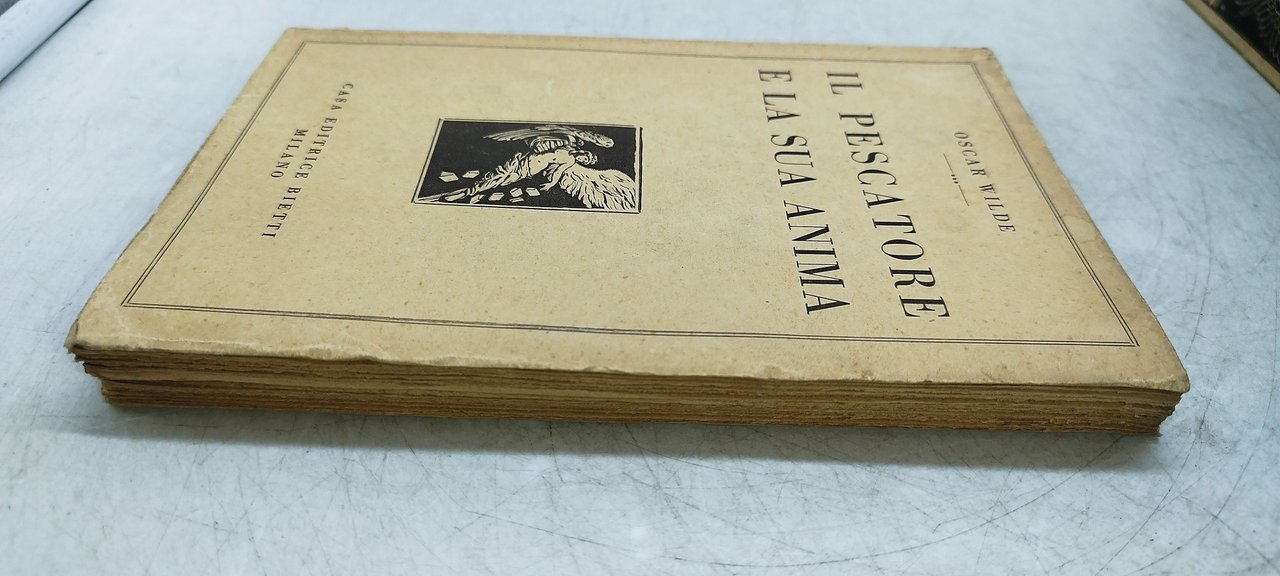 OSCAR WILDE
IL PESCATORE
E LA SUA ANIMA
CASA EDITRICE BIETTI
MILANO